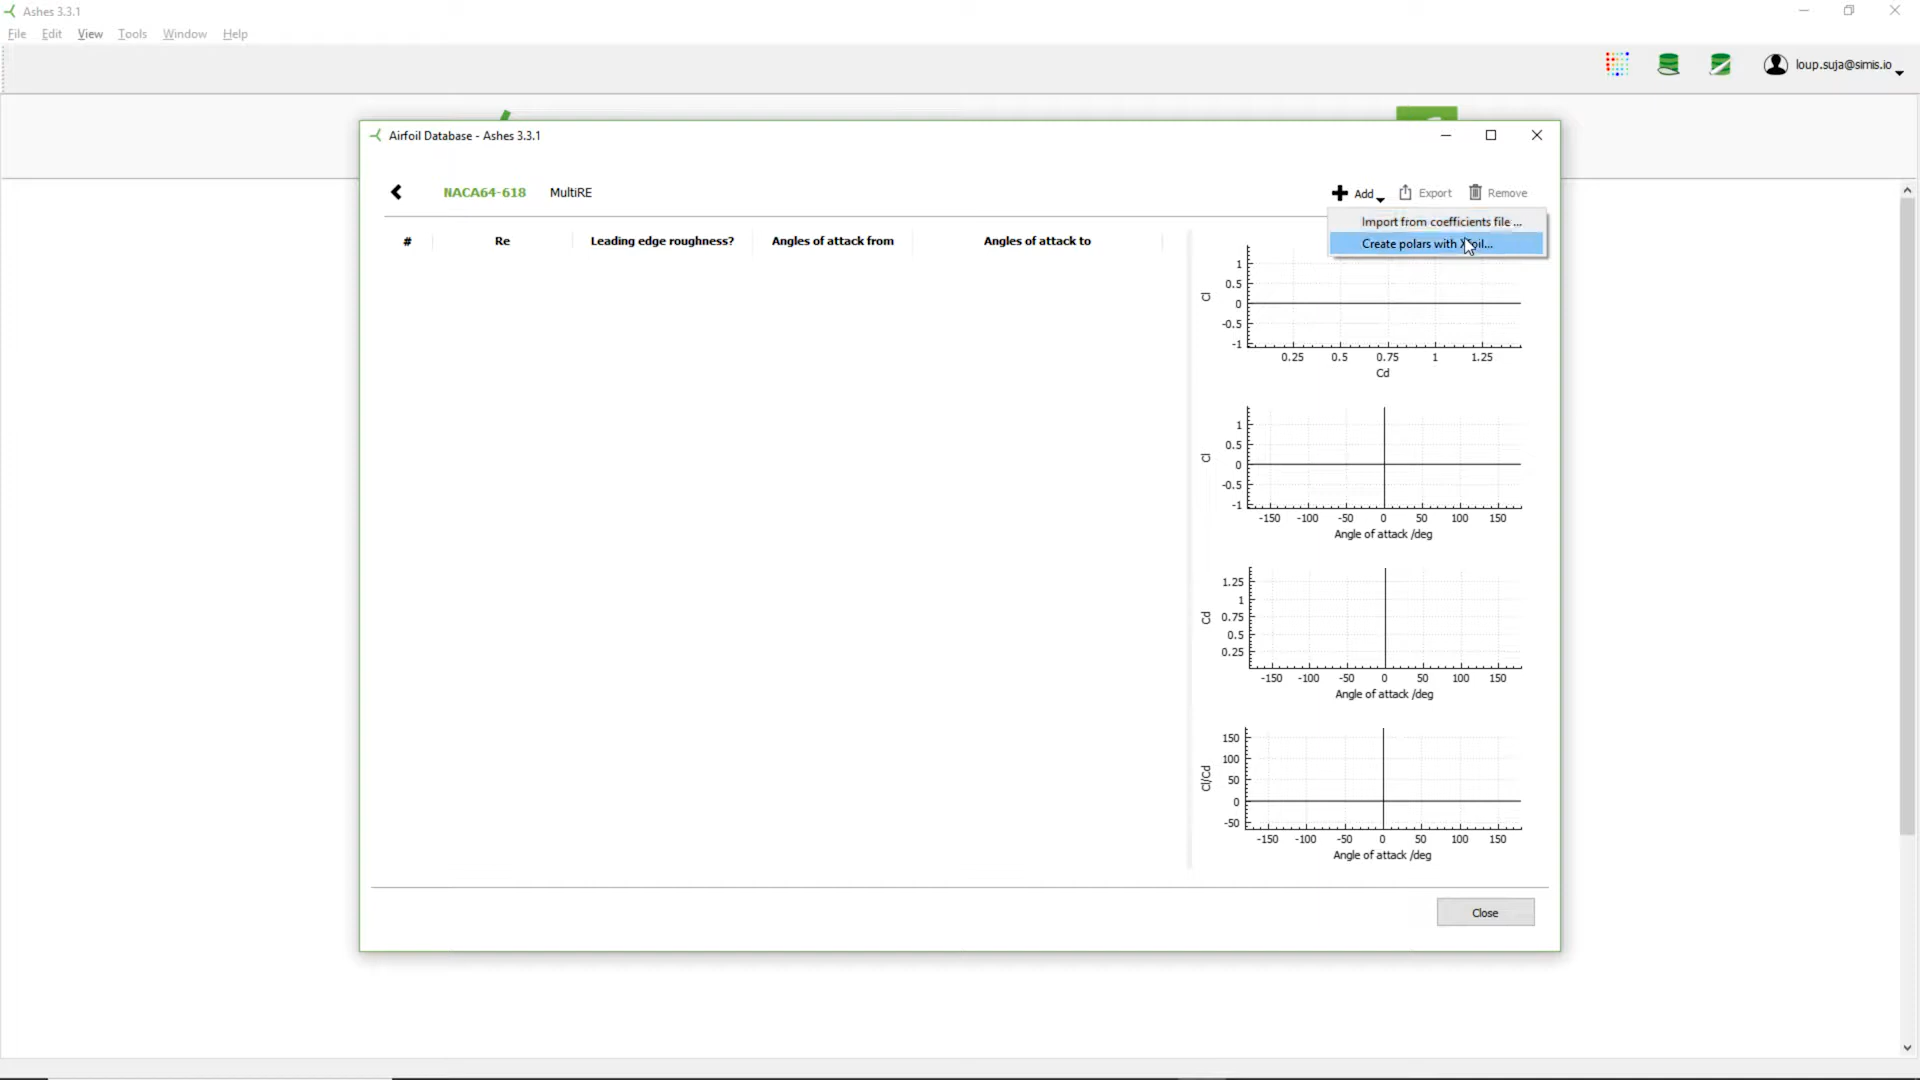 Ashes 3.3.1
File Edit View Tools Window Help
loup.suja@simis.io
Airfoil Database - Ashes 3.3.1
NACA64-618 MultiRE
Add Export Remove
Import from coefficients file ...
Create polars with Xfoil...
# Re Leading edge roughness? Angles of attack from Angles of attack to
1
0.5
0
-0.5
-1
Cl
0.25 0.5 0.75 1 1.25
Cd
1
0.5
0
-0.5
-1
Cl
-150 -100 -50 0 50 100 150
Angle of attack /deg
1.25
1
0.75
0.5
0.25
Cd
-150 -100 -50 0 50 100 150
Angle of attack /deg
150
100
50
0
-50
Cl/Cd
-150 -100 -50 0 50 100 150
Angle of attack /deg
Close